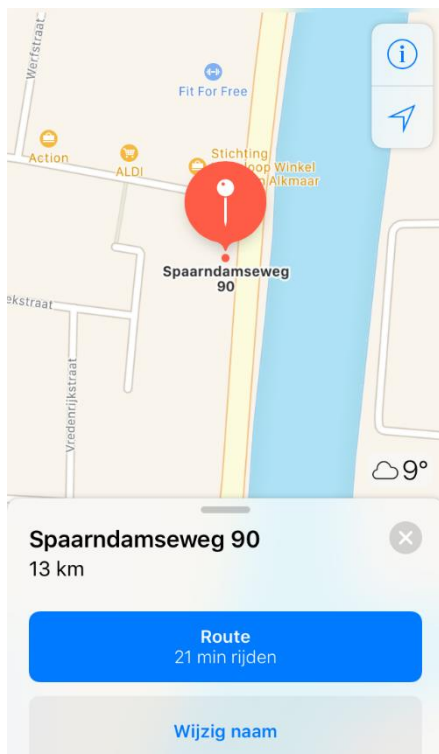 Werfstraat
Fit For Free
Action
ALDI
Stichting
oop Winkel
Alkmaar
Spaarndamseweg
90
ekstraat
Vredenrijkstraat
9°
Spaarndamseweg 90
13 km
Route
21 min rijden
Wijzig naam